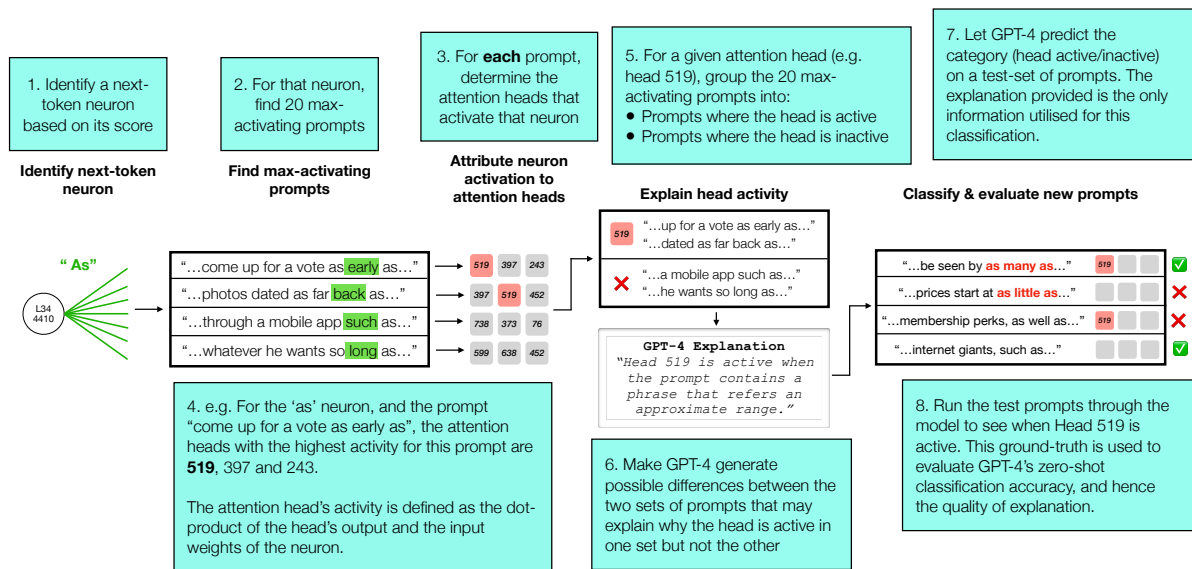 1. Identify a next-
token neuron
based on its score
2. For that neuron,
find 20 max-
activating prompts
3. For each prompt,
determine the
attention heads that
activate that neuron
5. For a given attention head (e.g.
head 519), group the 20 max-
activating prompts into:
● Prompts where the head is active
● Prompts where the head is inactive
7. Let GPT-4 predict the
category (head active/inactive)
on a test-set of prompts. The
explanation provided is the only
information utilised for this
classification.
Identify next-token
neuron
Find max-activating
prompts
Attribute neuron
activation to
attention heads
Explain head activity
Classify & evaluate new prompts
“ As”
L34
4410
“...come up for a vote as early as...”
“...photos dated as far back as...”
“...through a mobile app such as...”
“...whatever he wants so long as...”
519 397 243
397 519 452
738 373 76
599 638 452
519
“...up for a vote as early as...”
“...dated as far back as...”
“...a mobile app such as...”
“...he wants so long as...”
GPT-4 Explanation
“Head 519 is active when
the prompt contains a
phrase that refers an
approximate range.”
“...be seen by as many as...” 519
“...prices start at as little as...”
“...membership perks, as well as...” 519
“...internet giants, such as...”
4. e.g. For the ‘as’ neuron, and the prompt
“come up for a vote as early as”, the attention
heads with the highest activity for this prompt are
519, 397 and 243.
The attention head’s activity is defined as the dot-
product of the head’s output and the input
weights of the neuron.
6. Make GPT-4 generate
possible differences between the
two sets of prompts that may
explain why the head is active in
one set but not the other
8. Run the test prompts through the
model to see when Head 519 is
active. This ground-truth is used to
evaluate GPT-4’s zero-shot
classification accuracy, and hence
the quality of explanation.